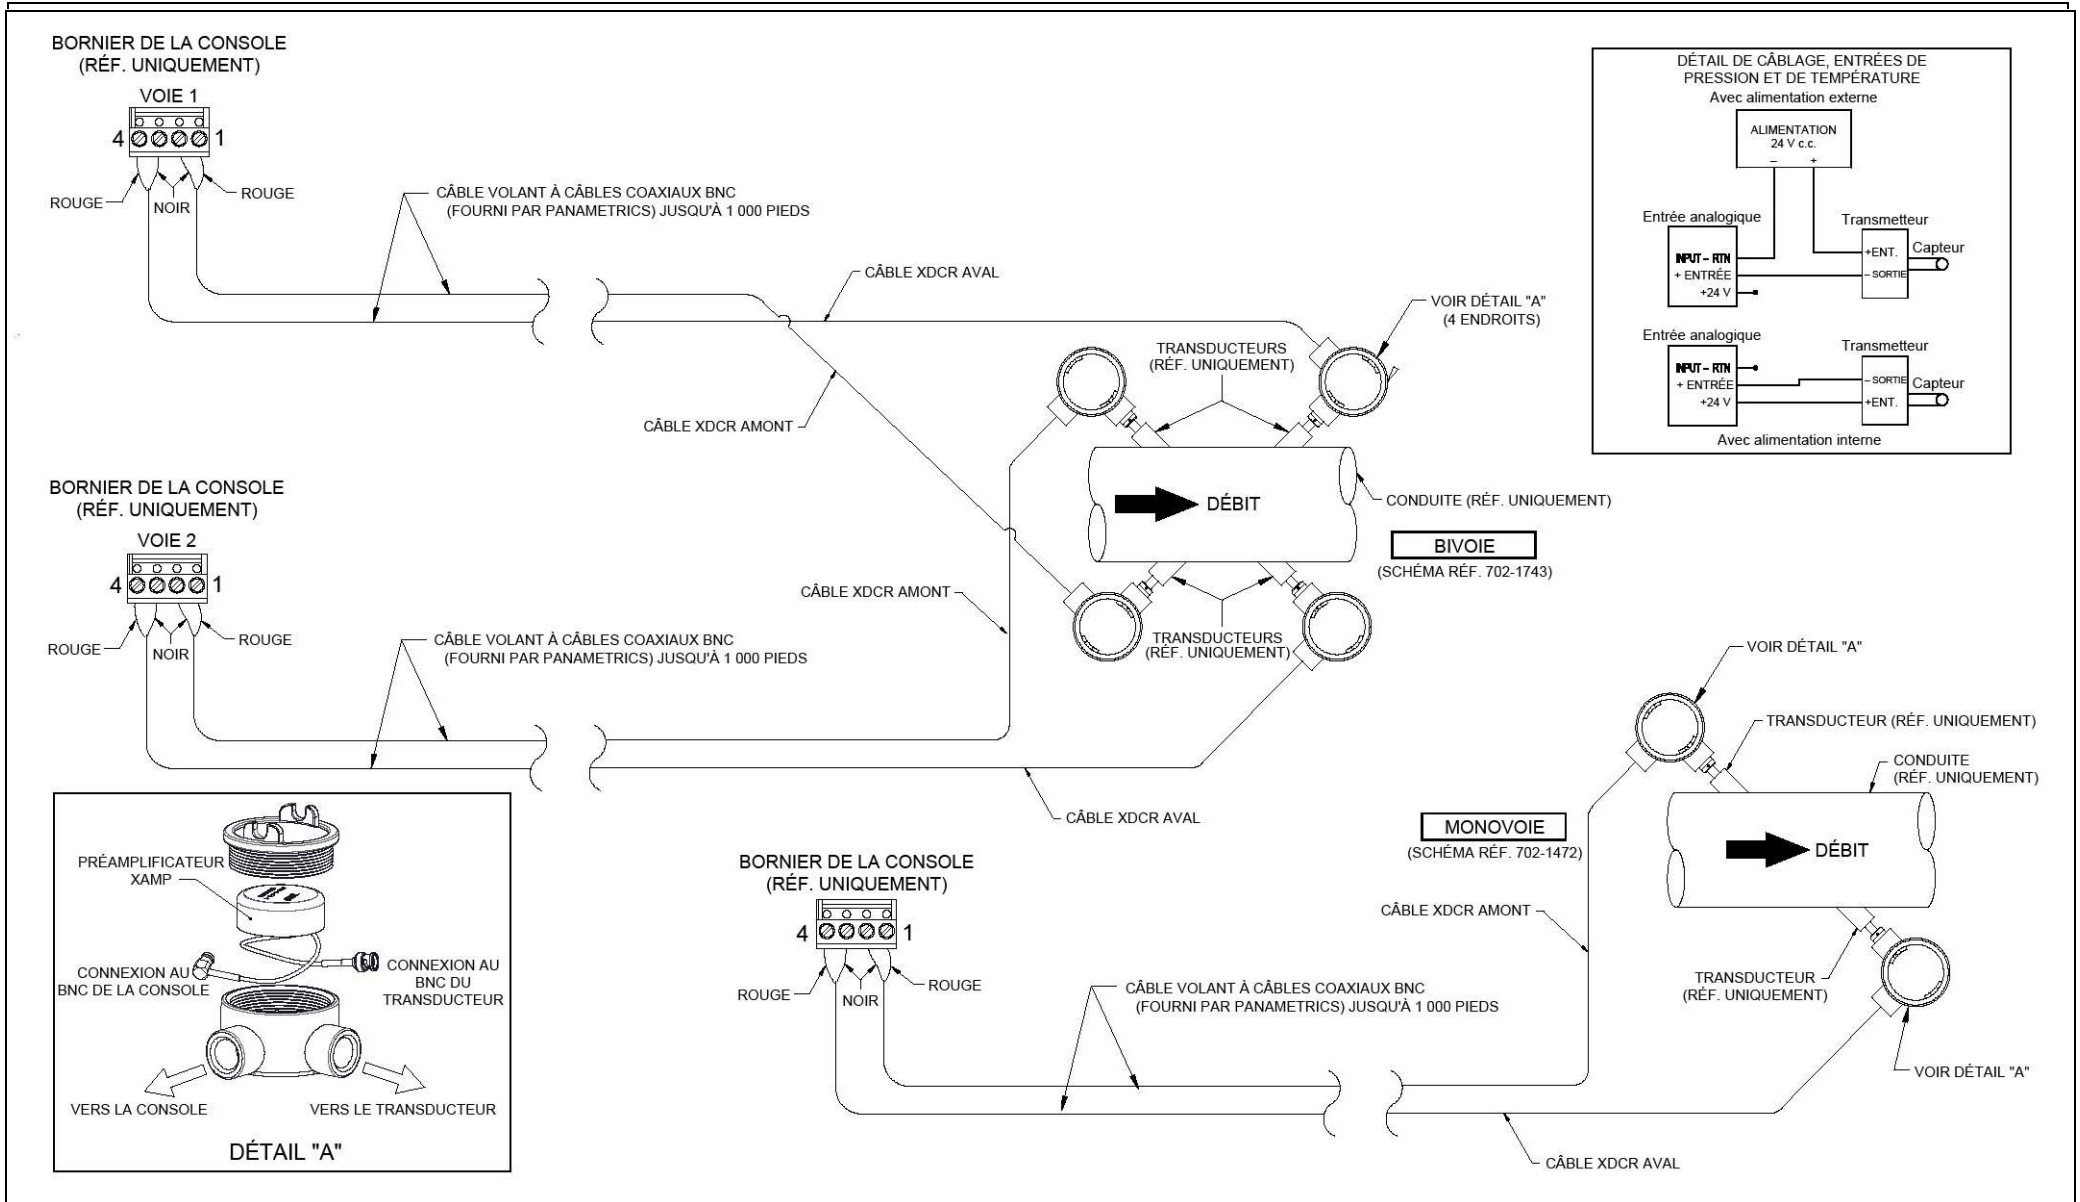 BORNIER DE LA CONSOLE
(RÉF. UNIQUEMENT)
VOIE 1
4
1
ROUGE
NOIR
ROUGE
CÂBLE VOLANT À CÂBLES COAXIAUX BNC
(FOURNI PAR PANAMETRICS) JUSQU'À 1 000 PIEDS
CÂBLE XDCR AVAL
CÂBLE XDCR AMONT
VOIR DÉTAIL "A"
(4 ENDROITS)
TRANSDUCTEURS
(RÉF. UNIQUEMENT)
DÉBIT
CONDUITE (RÉF. UNIQUEMENT)
BIVOIE
(SCHÉMA RÉF. 702-1743)
TRANSDUCTEURS
(RÉF. UNIQUEMENT)
DÉTAIL DE CÂBLAGE, ENTRÉES DE
PRESSION ET DE TEMPÉRATURE
Avec alimentation externe
ALIMENTATION
24 V c.c.
– +
Entrée analogique
Transmetteur
INPUT – RTN
+ ENTRÉE
+24 V
+ENT.
– SORTIE
Capteur
Entrée analogique
Transmetteur
INPUT – RTN
+ ENTRÉE
+24 V
– SORTIE
+ENT.
Capteur
Avec alimentation interne
BORNIER DE LA CONSOLE
(RÉF. UNIQUEMENT)
VOIE 2
4
1
ROUGE
NOIR
ROUGE
CÂBLE VOLANT À CÂBLES COAXIAUX BNC
(FOURNI PAR PANAMETRICS) JUSQU'À 1 000 PIEDS
CÂBLE XDCR AMONT
CÂBLE XDCR AVAL
PRÉAMPLIFICATEUR
XAMP
CONNEXION AU
BNC DE LA CONSOLE
CONNEXION AU
BNC DU
TRANSDUCTEUR
VERS LA CONSOLE
VERS LE TRANSDUCTEUR
DÉTAIL "A"
BORNIER DE LA CONSOLE
(RÉF. UNIQUEMENT)
4
1
ROUGE
NOIR
ROUGE
CÂBLE VOLANT À CÂBLES COAXIAUX BNC
(FOURNI PAR PANAMETRICS) JUSQU'À 1 000 PIEDS
MONOVOIE
(SCHÉMA RÉF. 702-1472)
CÂBLE XDCR AMONT
VOIR DÉTAIL "A"
TRANSDUCTEUR (RÉF. UNIQUEMENT)
CONDUITE
(RÉF. UNIQUEMENT)
DÉBIT
TRANSDUCTEUR
(RÉF. UNIQUEMENT)
VOIR DÉTAIL "A"
CÂBLE XDCR AVAL